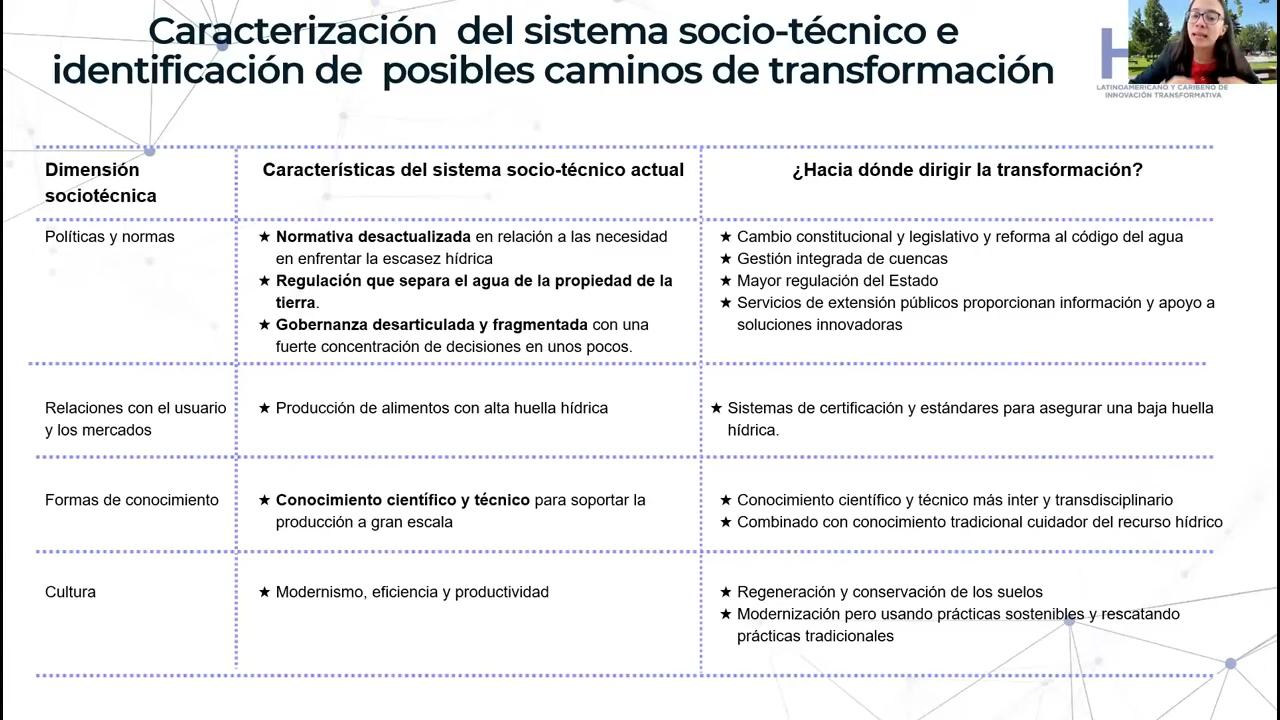 Caracterización del sistema socio-técnico e
identificación de posibles caminos de transformación
H
LATINOAMERICANO Y CARIBEÑO DE
INNOVACIÓN TRANSFORMATIVA
Dimensión
sociotécnica
Características del sistema socio-técnico actual
¿Hacia dónde dirigir la transformación?
Políticas y normas
★ Normativa desactualizada en relación a las necesidad
en enfrentar la escasez hídrica
★ Regulación que separa el agua de la propiedad de la
tierra.
★ Gobernanza desarticulada y fragmentada con una
fuerte concentración de decisiones en unos pocos.
★ Cambio constitucional y legislativo y reforma al código del agua
★ Gestión integrada de cuencas
★ Mayor regulación del Estado
★ Servicios de extensión públicos proporcionan información y apoyo a
soluciones innovadoras
Relaciones con el usuario
y los mercados
★ Producción de alimentos con alta huella hídrica
★ Sistemas de certificación y estándares para asegurar una baja huella
hídrica.
Formas de conocimiento
★ Conocimiento científico y técnico para soportar la
producción a gran escala
★ Conocimiento científico y técnico más inter y transdisciplinario
★ Combinado con conocimiento tradicional cuidador del recurso hídrico
Cultura
★ Modernismo, eficiencia y productividad
★ Regeneración y conservación de los suelos
★ Modernización pero usando prácticas sostenibles y rescatando
prácticas tradicionales